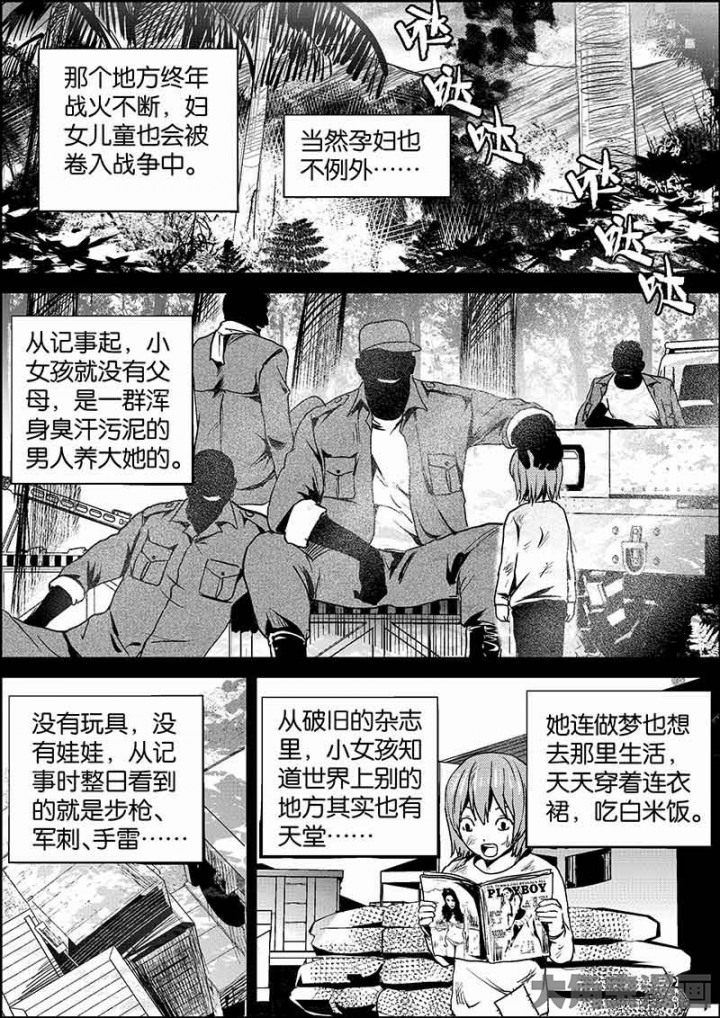 那个地方终年
战火不断，妇
女儿童也会被
卷入战争中。
当然孕妇也
不例外……
哒
哒
哒
哒
哒
从记事起，小
女孩就没有父
母，是一群浑
身臭汗污泥的
男人养大她的。
没有玩具，没
有娃娃，从记
事时整日看到
的就是步枪、
军刺、手雷……
从破旧的杂志
里，小女孩知
道世界上别的
地方其实也有
天堂……
她连做梦也想
去那里生活，
天天穿着连衣
裙，吃白米饭。
PLAYBOY